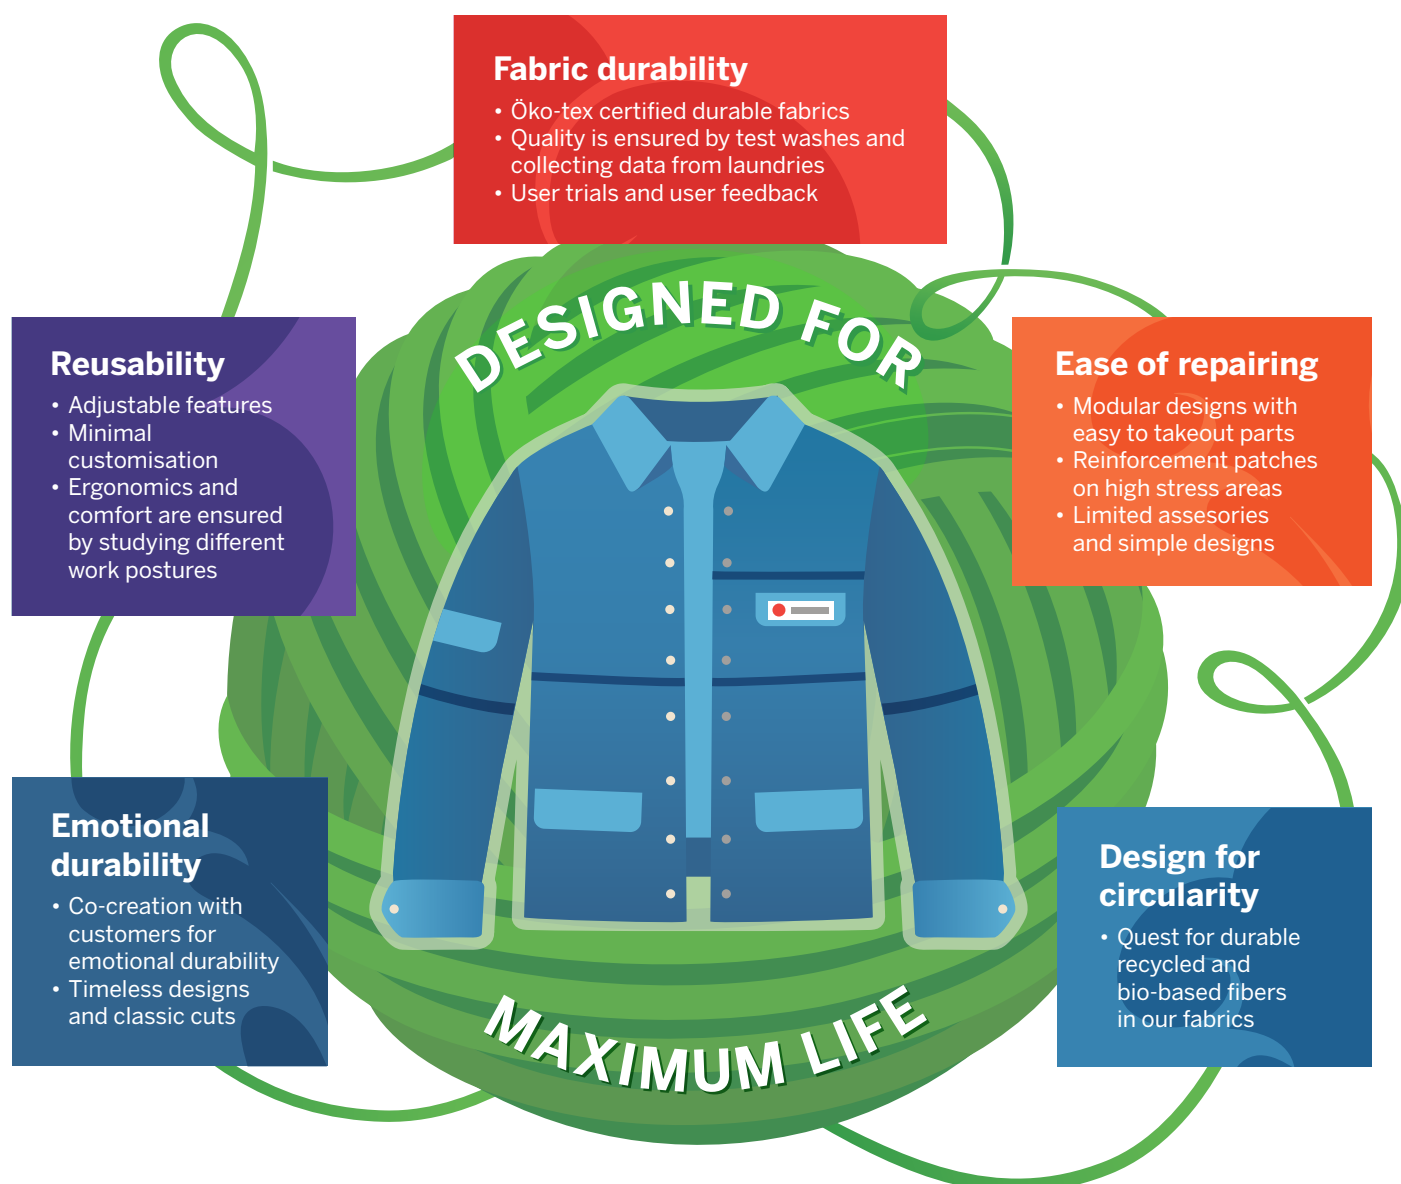 Fabric durability
• Öko-tex certified durable fabrics
• Quality is ensured by test washes and
collecting data from laundries
• User trials and user feedback
DESIGNED FOR
Reusability
• Adjustable features
• Minimal
customisation
• Ergonomics and
comfort are ensured
by studying different
work postures
Ease of repairing
• Modular designs with
easy to takeout parts
• Reinforcement patches
on high stress areas
• Limited assesories
and simple designs
Emotional
durability
• Co-creation with
customers for
emotional durability
• Timeless designs
and classic cuts
Design for
circularity
• Quest for durable
recycled and
bio-based fibers
in our fabrics
MAXIMUM LIFE